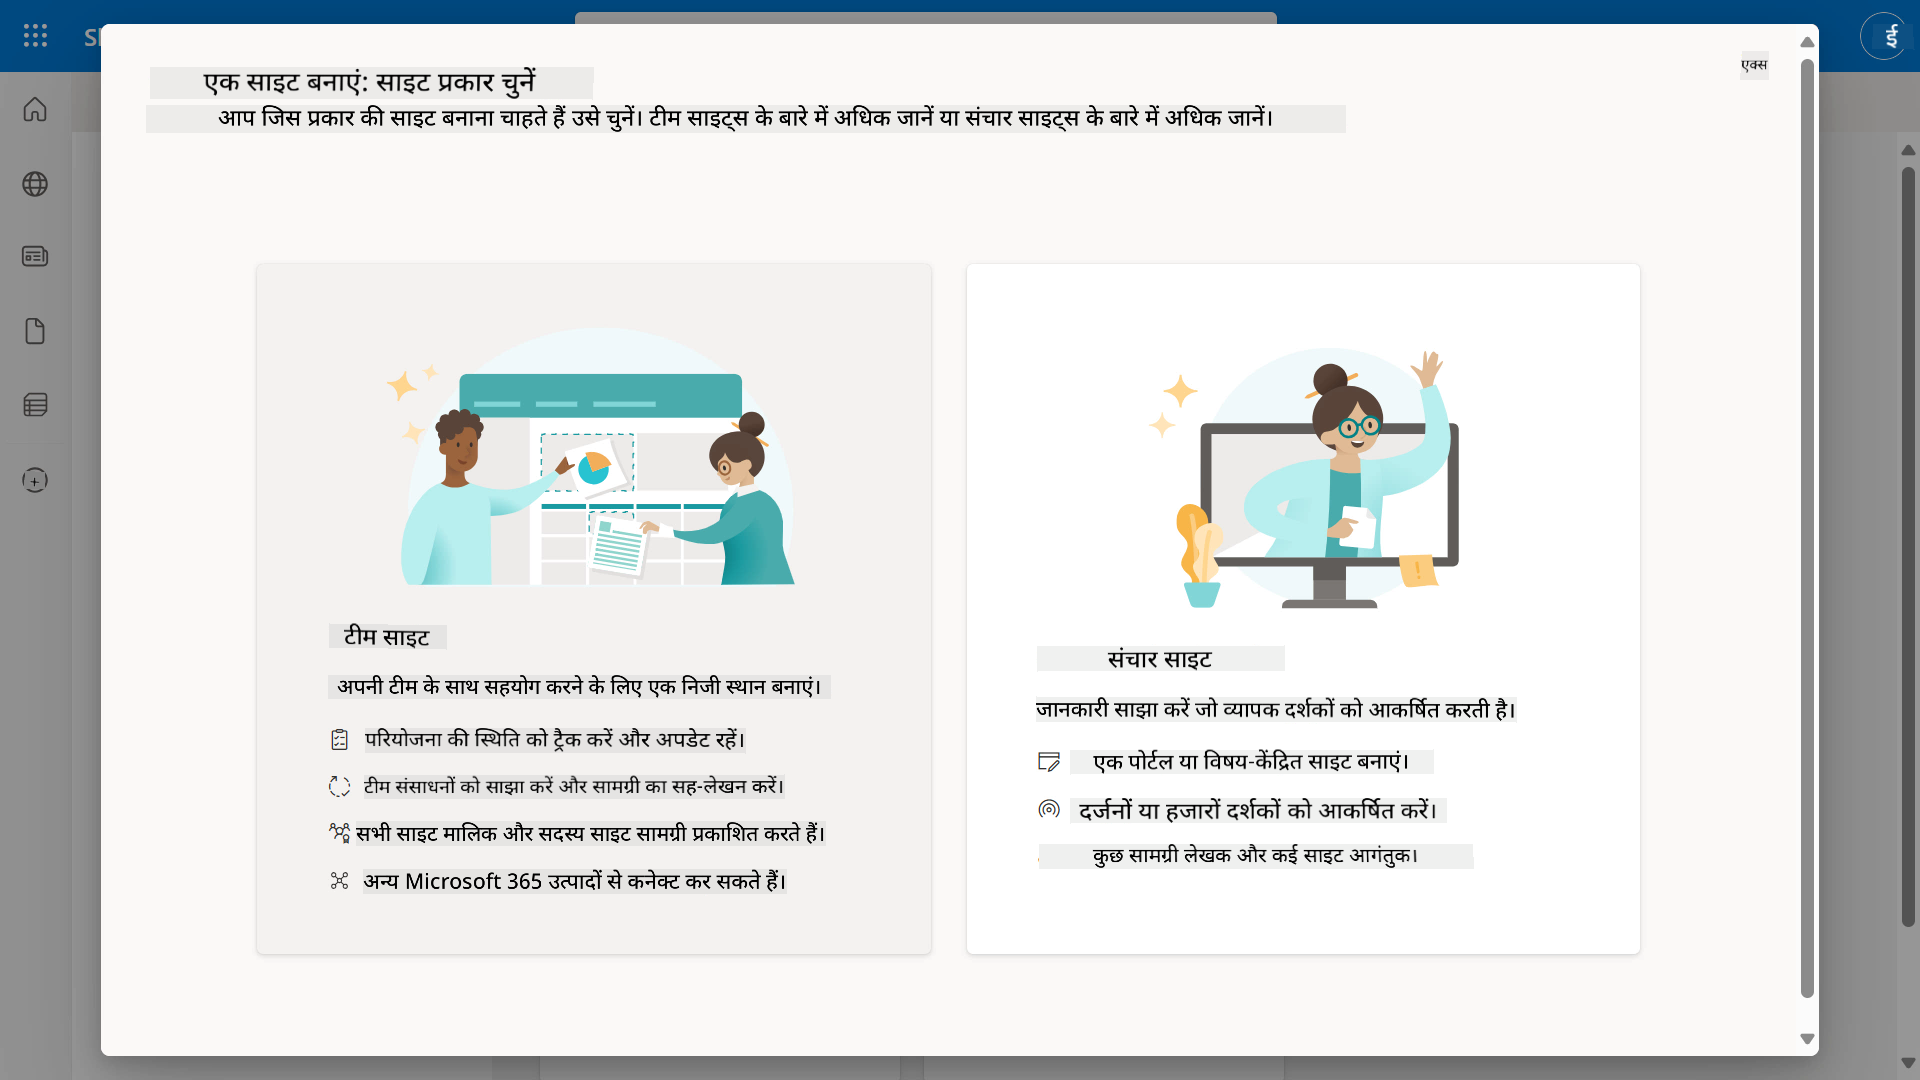 ई
एक्स
एक साइट बनाएं: साइट प्रकार चुनें
आप जिस प्रकार की साइट बनाना चाहते हैं उसे चुनें। टीम साइट्स के बारे में अधिक जानें या संचार साइट्स के बारे में अधिक जानें।
टीम साइट
अपनी टीम के साथ सहयोग करने के लिए एक निजी स्थान बनाएं।
परियोजना की स्थिति को ट्रैक करें और अपडेट रहें।
टीम संसाधनों को साझा करें और सामग्री का सह-लेखन करें।
सभी साइट मालिक और सदस्य साइट सामग्री प्रकाशित करते हैं।
अन्य Microsoft 365 उत्पादों से कनेक्ट कर सकते हैं।
संचार साइट
जानकारी साझा करें जो व्यापक दर्शकों को आकर्षित करती है।
एक पोर्टल या विषय-केंद्रित साइट बनाएं।
दर्जनों या हजारों दर्शकों को आकर्षित करें।
कुछ सामग्री लेखक और कई साइट आगंतुक।